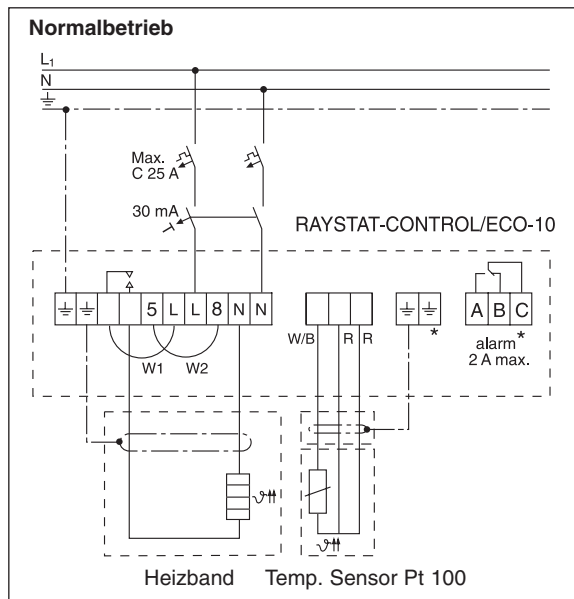 Normalbetrieb
L1
N
Max.
C 25 A
30 mA
RAYSTAT-CONTROL/ECO-10
5 L L 8 N N
A B C
W/B R R
*
alarm*
2 A max.
W1 W2
ϑ
ϑ
Heizband Temp. Sensor Pt 100